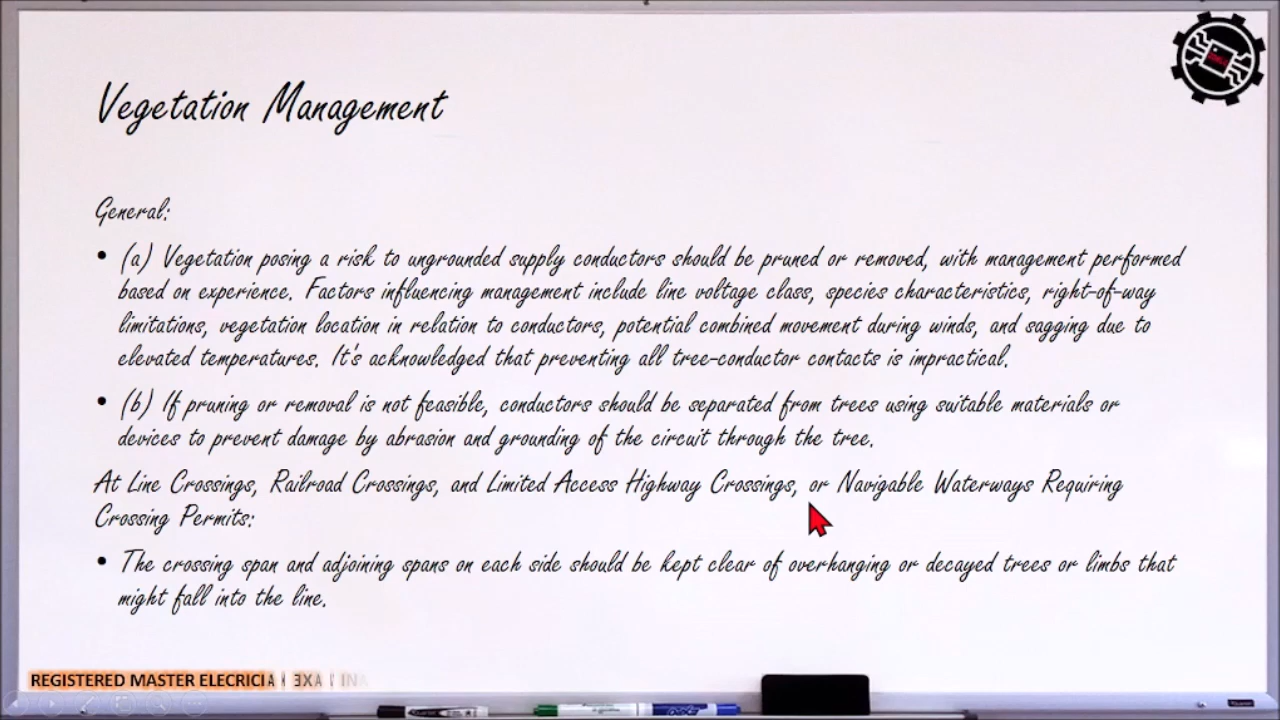 Vegetation Management
General:
• (a) Vegetation posing a risk to ungrounded supply conductors should be pruned or removed, with management performed
based on experience. Factors influencing management include line voltage class, species characteristics, right-of-way
limitations, vegetation location in relation to conductors, potential combined movement during winds, and sagging due to
elevated temperatures. It's acknowledged that preventing all tree-conductor contacts is impractical.
• (b) If pruning or removal is not feasible, conductors should be separated from trees using suitable materials or
devices to prevent damage by abrasion and grounding of the circuit through the tree.
At Line Crossings, Railroad Crossings, and Limited Access Highway Crossings, or Navigable Waterways Requiring
Crossing Permits:
• The crossing span and adjoining spans on each side should be kept clear of overhanging or decayed trees or limbs that
might fall into the line.
REGISTERED MASTER ELECRICIA